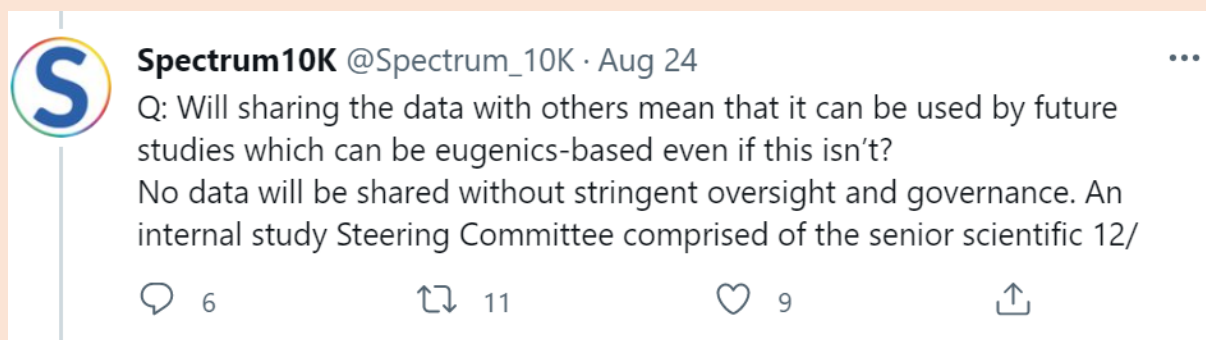 S
Spectrum10K @Spectrum_10K · Aug 24
Q: Will sharing the data with others mean that it can be used by future
studies which can be eugenics-based even if this isn't?
No data will be shared without stringent oversight and governance. An
internal study Steering Committee comprised of the senior scientific 12/
6 11 9